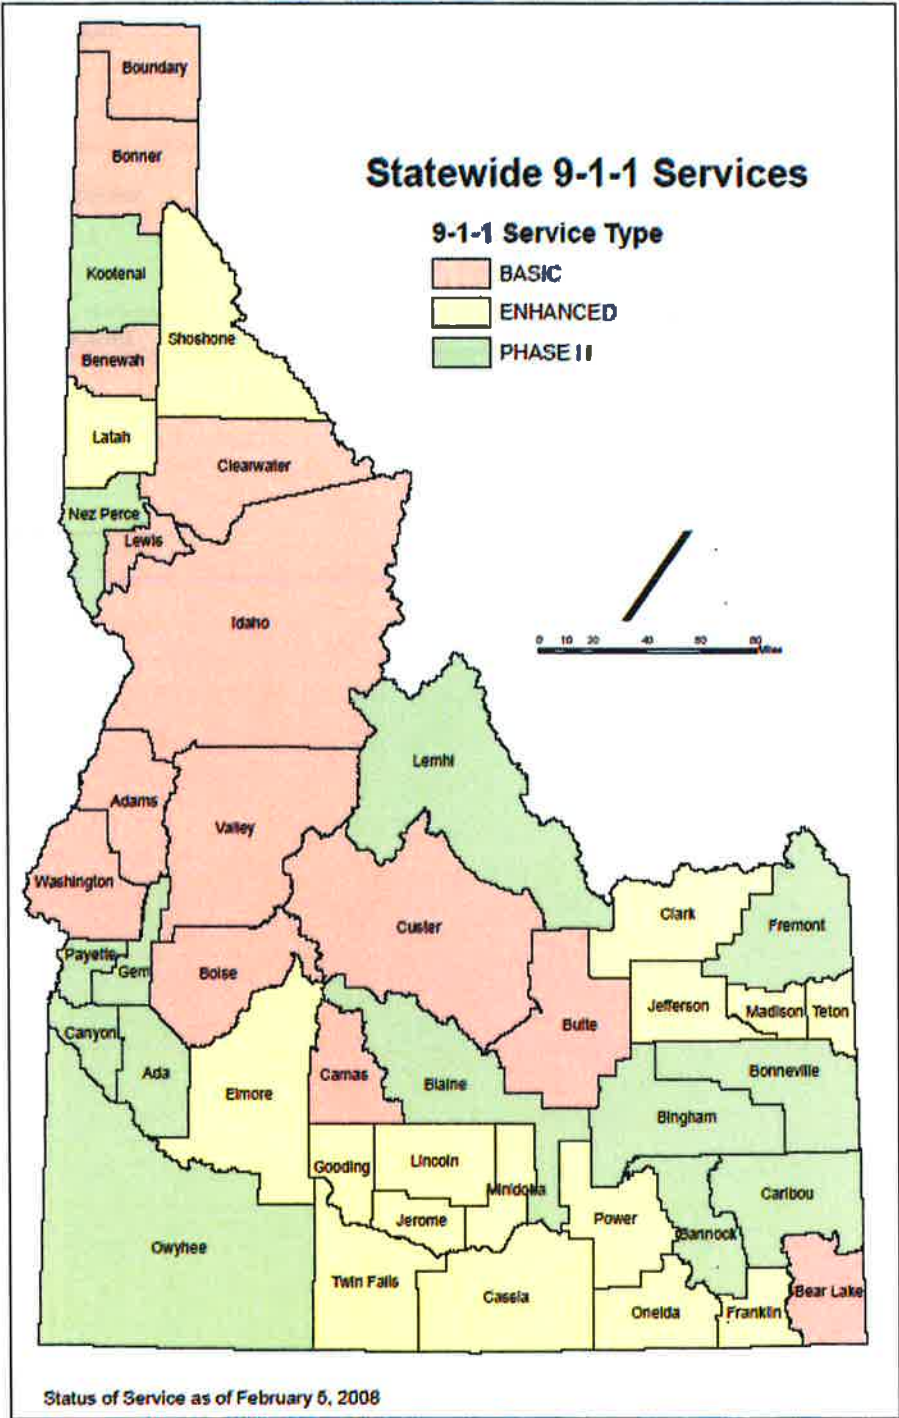 Boundary
Bonner
Statewide 9-1-1 Services
9-1-1 Service Type
BASIC
ENHANCED
PHASE II
Kootenai
Shoshone
Benewah
Latah
Clearwater
Nez Perce
Lewis
Idaho
0 10 20 40 60 80
Miles
Lemhi
Adams
Valley
Washington
Custer
Clark
Fremont
Payette
Gem
Boise
Jefferson
Madison
Teton
Canyon
Ada
Elmore
Camas
Blaine
Butte
Bonneville
Bingham
Gooding
Lincoln
Minidoka
Caribou
Jerome
Power
Bannock
Owyhee
Twin Falls
Cassia
Oneida
Franklin
Bear Lake
Status of Service as of February 5, 2008